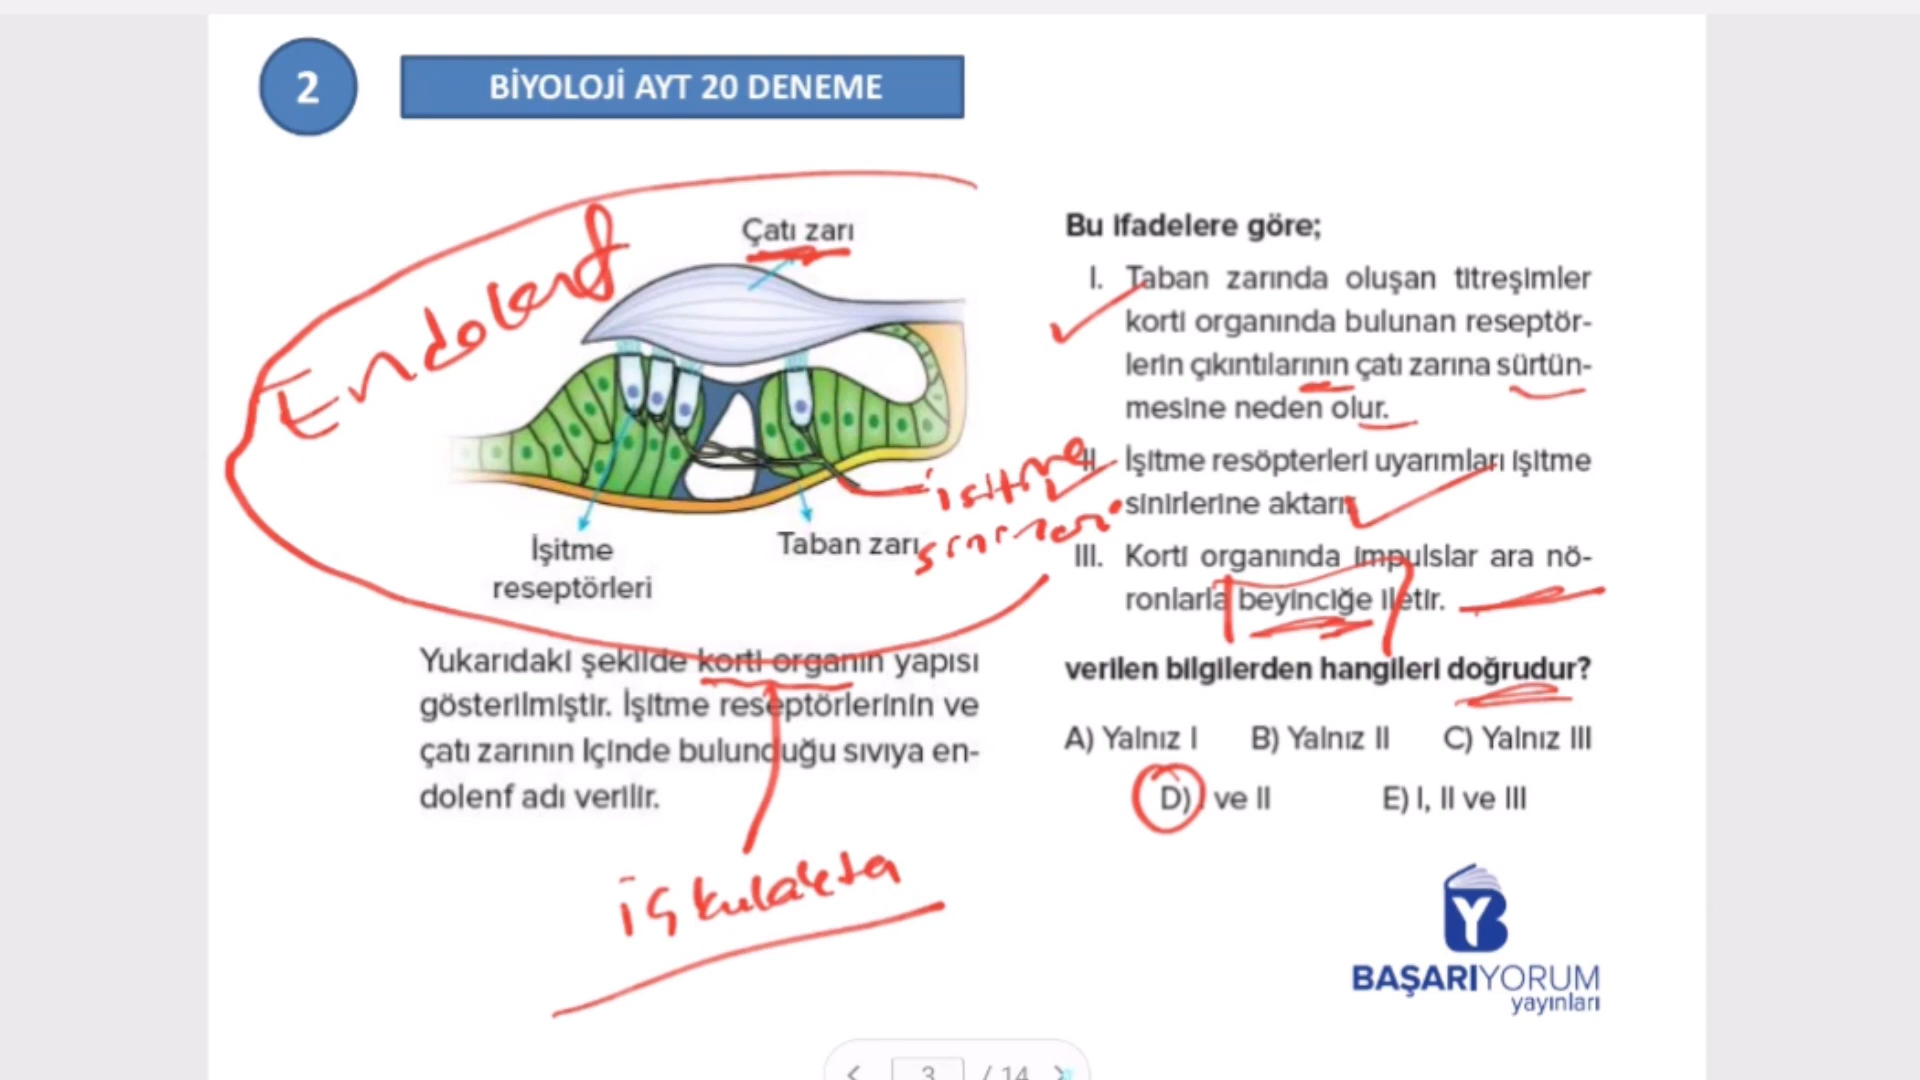 2
BİYOLOJİ AYT 20 DENEME
Çatı zarı
Endolenf
işitme
sinirleri
İşitme
reseptörleri
Taban zarı
Yukarıdaki şekilde korti organın yapısı
gösterilmiştir. İşitme reseptörlerinin ve
çatı zarının içinde bulunduğu sıvıya en-
dolenf adı verilir.
iç kulakta
Bu ifadelere göre;
I. Taban zarında oluşan titreşimler
korti organında bulunan reseptör-
lerin çıkıntılarının çatı zarına sürtün-
mesine neden olur.
II. İşitme resöpterleri uyarımları işitme
sinirlerine aktarır.
III. Korti organında impulslar ara nö-
ronlarla beyinciğe iletir.
verilen bilgilerden hangileri doğrudur?
A) Yalnız I B) Yalnız II C) Yalnız III
D) I ve II E) I, II ve III
BAŞARIYORUM
yayınları
3 / 14